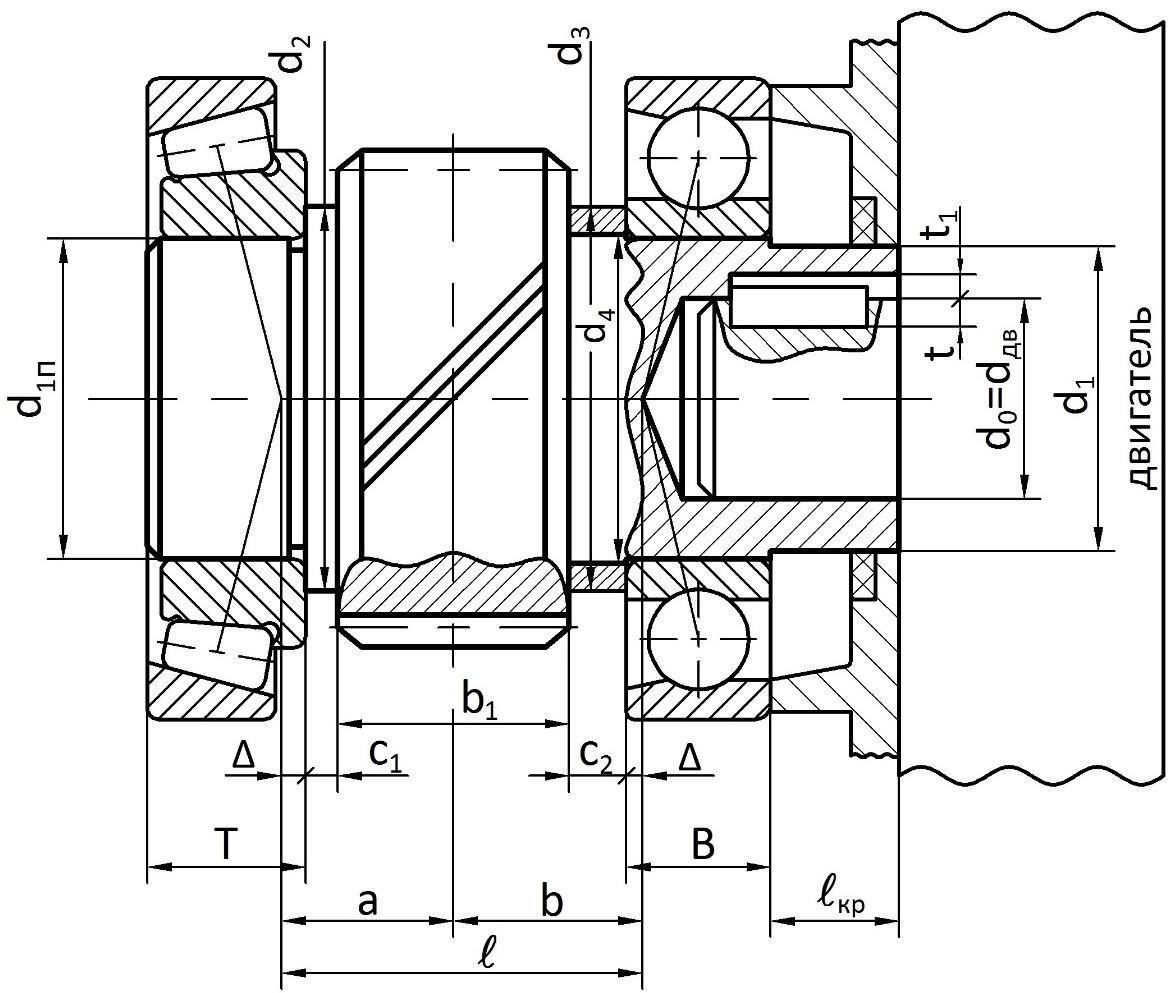 d2
d3
t1
d4
t
d1п
d0=dдв
d1
двигатель
b1
Δ
c1
c2
Δ
T
B
a
b
ℓкр
ℓ